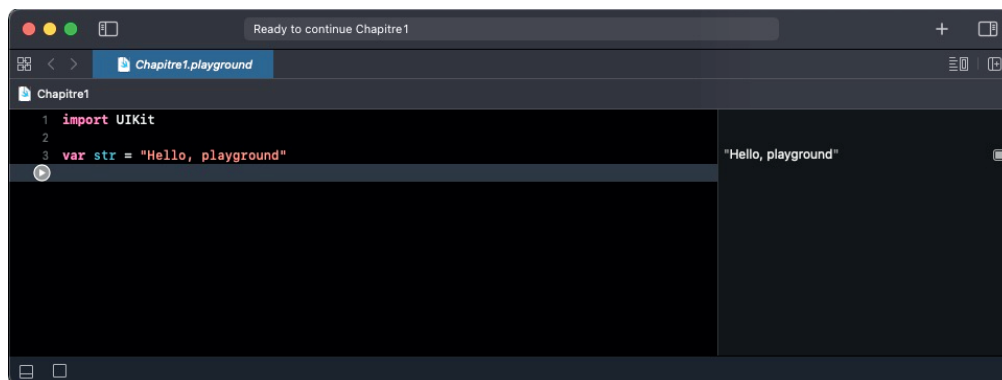 Ready to continue Chapitre1
Chapitre1.playground
Chapitre1
1 import UIKit
2
3 var str = "Hello, playground"
"Hello, playground"